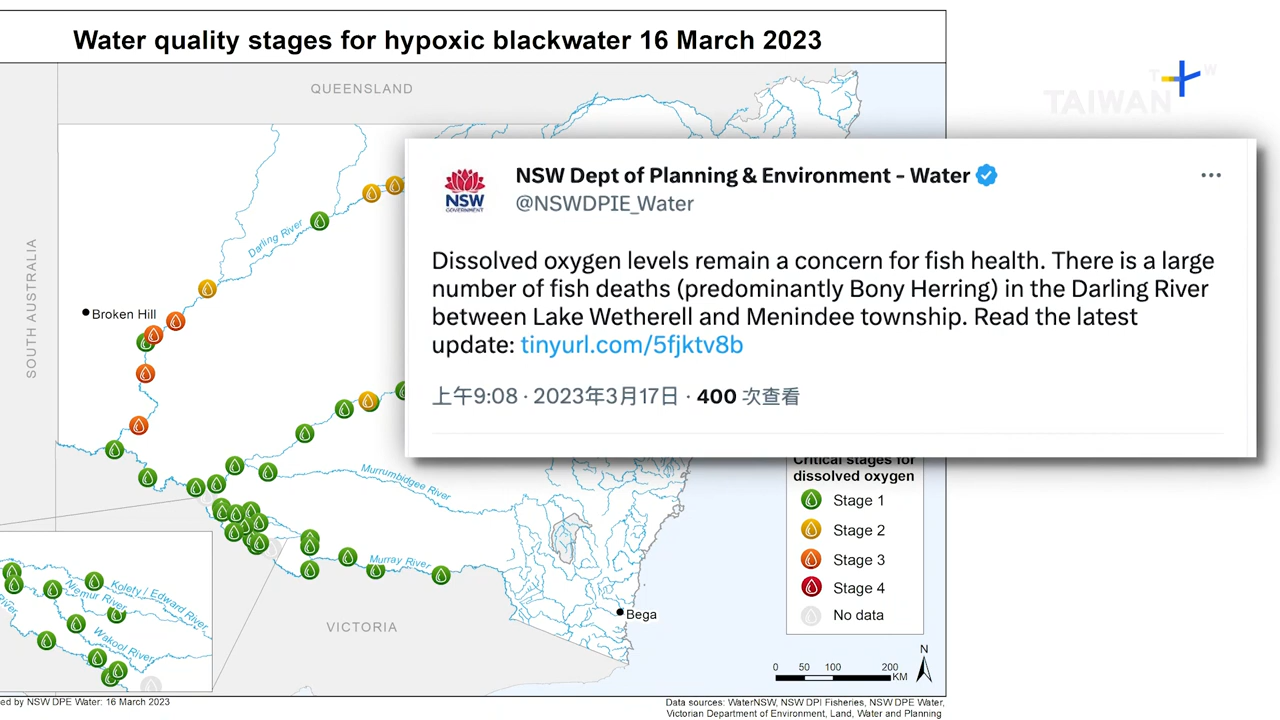 Water quality stages for hypoxic blackwater 16 March 2023
QUEENSLAND
T W
TAIWAN
NSW Dept of Planning & Environment - Water
@NSWDPIE_Water
NSW
GOVERNMENT
Dissolved oxygen levels remain a concern for fish health. There is a large
number of fish deaths (predominantly Bony Herring) in the Darling River
between Lake Wetherell and Menindee township. Read the latest
update: tinyurl.com/5fjktv8b
上午9:08 · 2023年3月17日 · 400 次查看
Darling River
SOUTH AUSTRALIA
Broken Hill
Murrumbidgee River
Murray River
Critical stages for
dissolved oxygen
Stage 1
Stage 2
Stage 3
Stage 4
No data
Bega
VICTORIA
Kolety / Edward River
Niemur River
River
Wakool River
N
0 50 100 200
KM
ed by NSW DPE Water: 16 March 2023
Data sources: WaterNSW, NSW DPI Fisheries, NSW DPE Water,
Victorian Department of Environment, Land, Water and Planning